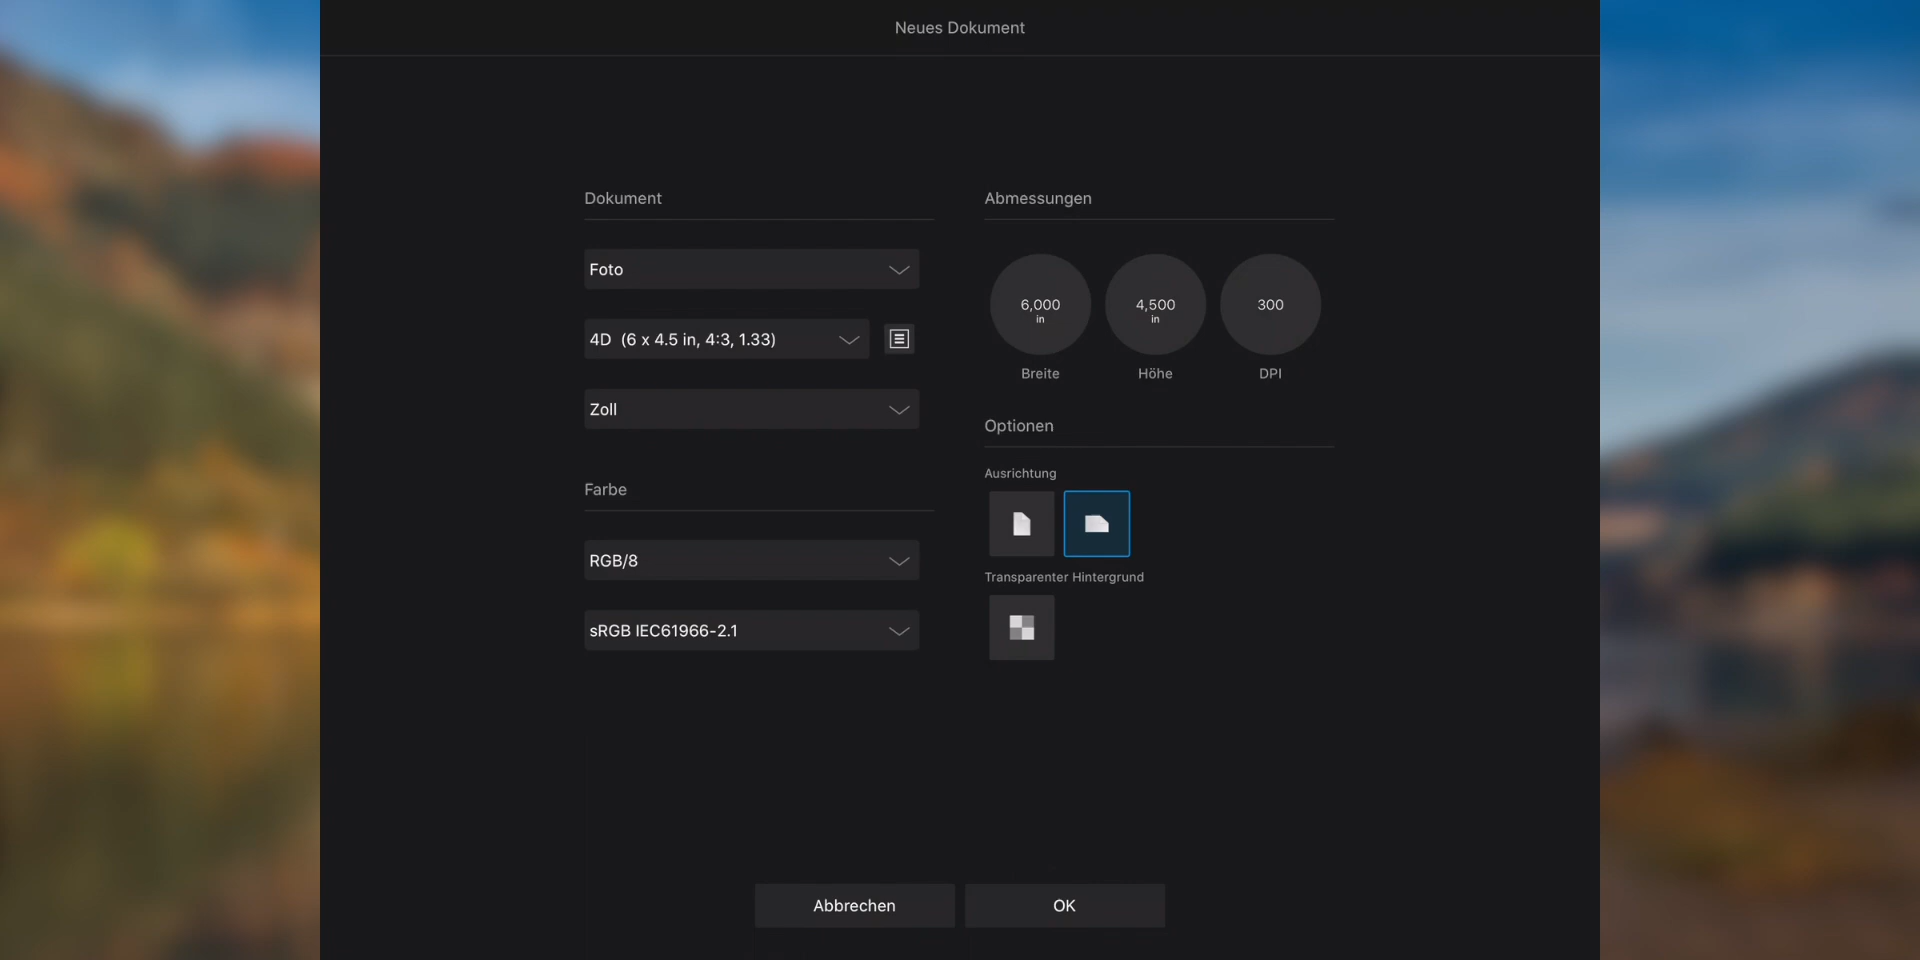 Neues Dokument
Dokument
Foto
4D (6 x 4.5 in, 4:3, 1.33)
Zoll
Farbe
RGB/8
sRGB IEC61966-2.1
Abmessungen
6,000 4,500 300
in in
Breite Höhe DPI
Optionen
Ausrichtung
Transparenter Hintergrund
Abbrechen OK